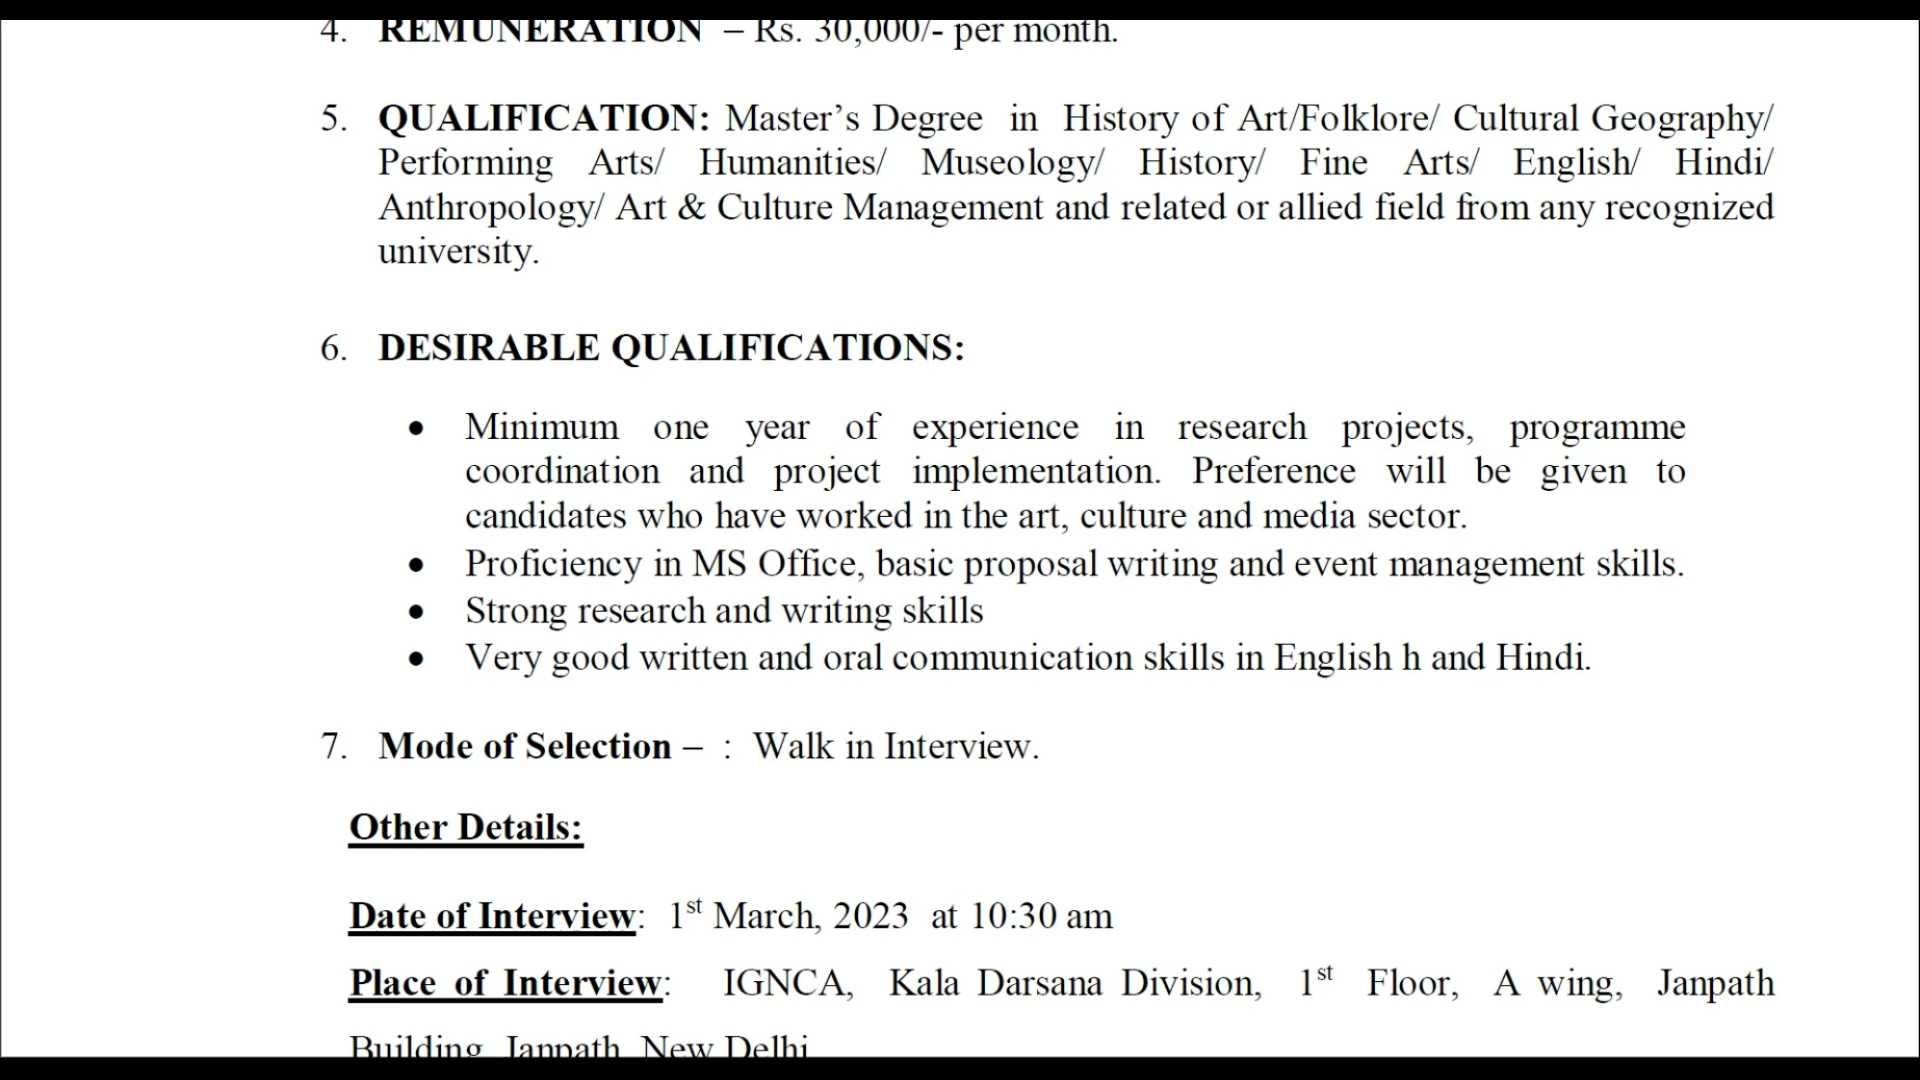 4. REMUNERATION – Rs. 30,000/- per month.
5. QUALIFICATION: Master’s Degree in History of Art/Folklore/ Cultural Geography/
Performing Arts/ Humanities/ Museology/ History/ Fine Arts/ English/ Hindi/
Anthropology/ Art & Culture Management and related or allied field from any recognized
university.
6. DESIRABLE QUALIFICATIONS:
• Minimum one year of experience in research projects, programme
coordination and project implementation. Preference will be given to
candidates who have worked in the art, culture and media sector.
• Proficiency in MS Office, basic proposal writing and event management skills.
• Strong research and writing skills
• Very good written and oral communication skills in English h and Hindi.
7. Mode of Selection – : Walk in Interview.
Other Details:
Date of Interview: 1st March, 2023 at 10:30 am
Place of Interview: IGNCA, Kala Darsana Division, 1st Floor, A wing, Janpath
Building, Janpath, New Delhi